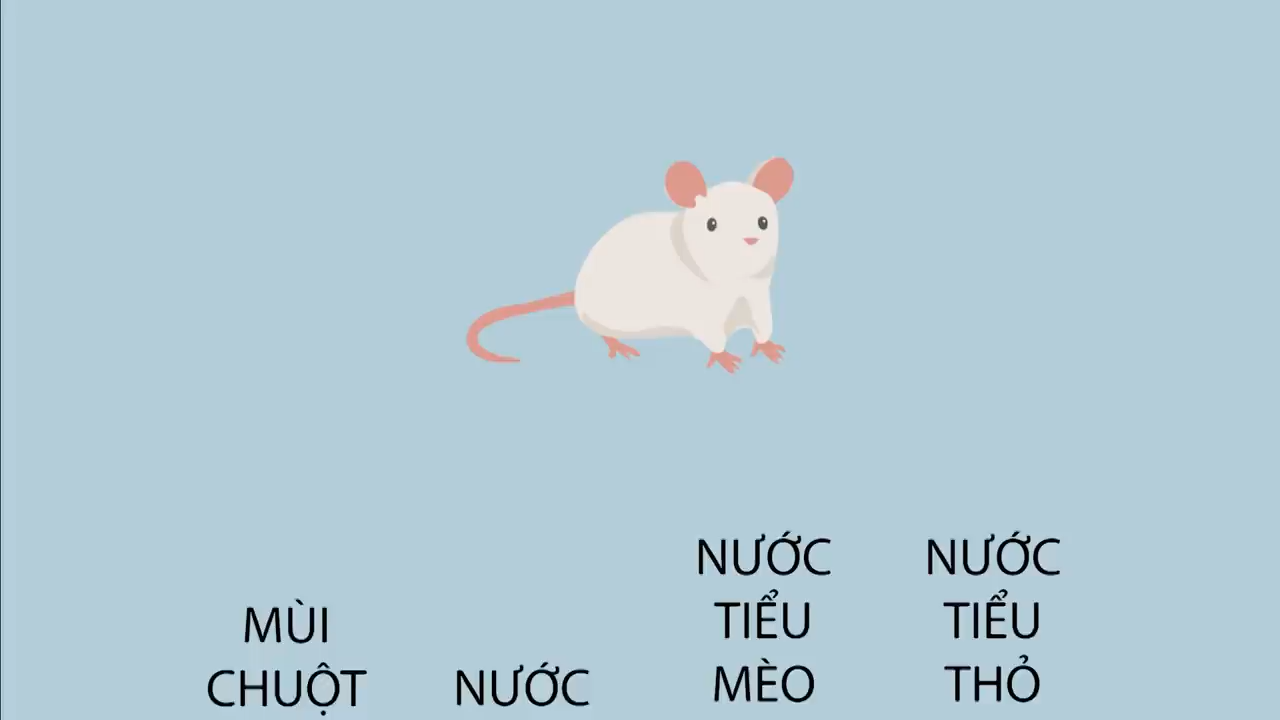 MÙI
CHUỘT
NƯỚC
NƯỚC
TIỂU
MÈO
NƯỚC
TIỂU
THỎ